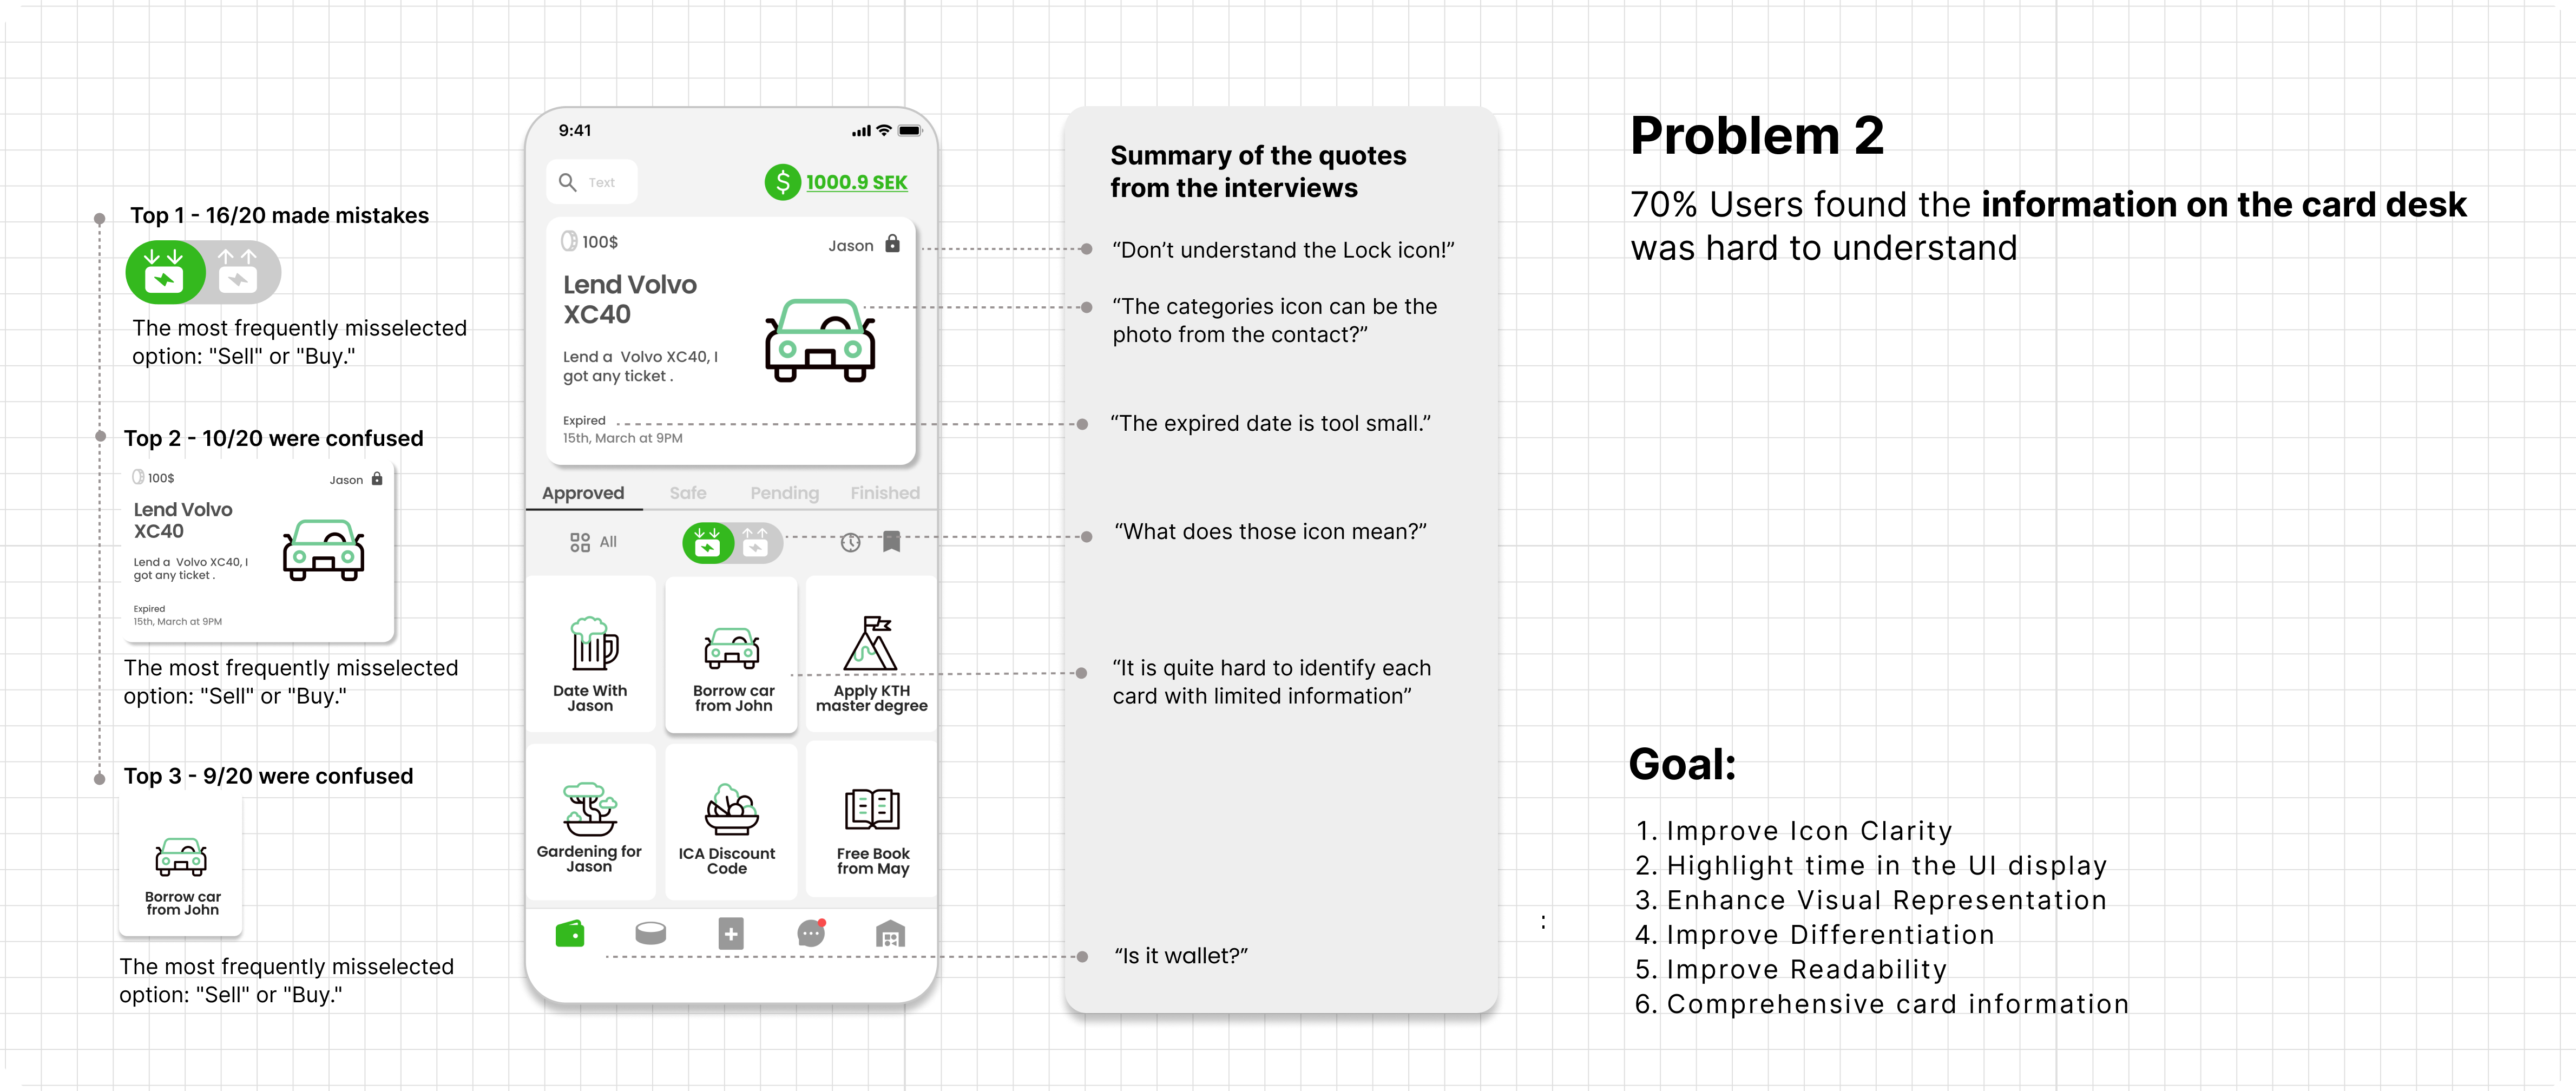 Top 1 - 16/20 made mistakes
The most frequently misselected
option: "Sell" or "Buy."
Top 2 - 10/20 were confused
100$
Jason
Lend Volvo
XC40
Lend a  Volvo XC40, I
got any ticket .
Expired
15th, March at 9PM
The most frequently misselected
option: "Sell" or "Buy."
Top 3 - 9/20 were confused
Borrow car
from John
The most frequently misselected
option: "Sell" or "Buy."
9:41
Text
$ 1000.9 SEK
100$
Jason
Lend Volvo
XC40
Lend a  Volvo XC40, I
got any ticket .
Expired
15th, March at 9PM
Approved Safe Pending Finished
All
Date With
Jason
Borrow car
from John
Apply KTH
master degree
Gardening for
Jason
ICA Discount
Code
Free Book
from May
Summary of the quotes
from the interviews
“Don’t understand the Lock icon!”
“The categories icon can be the
photo from the contact?”
“The expired date is tool small.”
“What does those icon mean?”
“It is quite hard to identify each
card with limited information”
“Is it wallet?”
:
Problem 2
70% Users found the information on the card desk
was hard to understand
Goal:
1. Improve Icon Clarity
2. Highlight time in the UI display
3. Enhance Visual Representation
4. Improve Differentiation
5. Improve Readability
6. Comprehensive card information